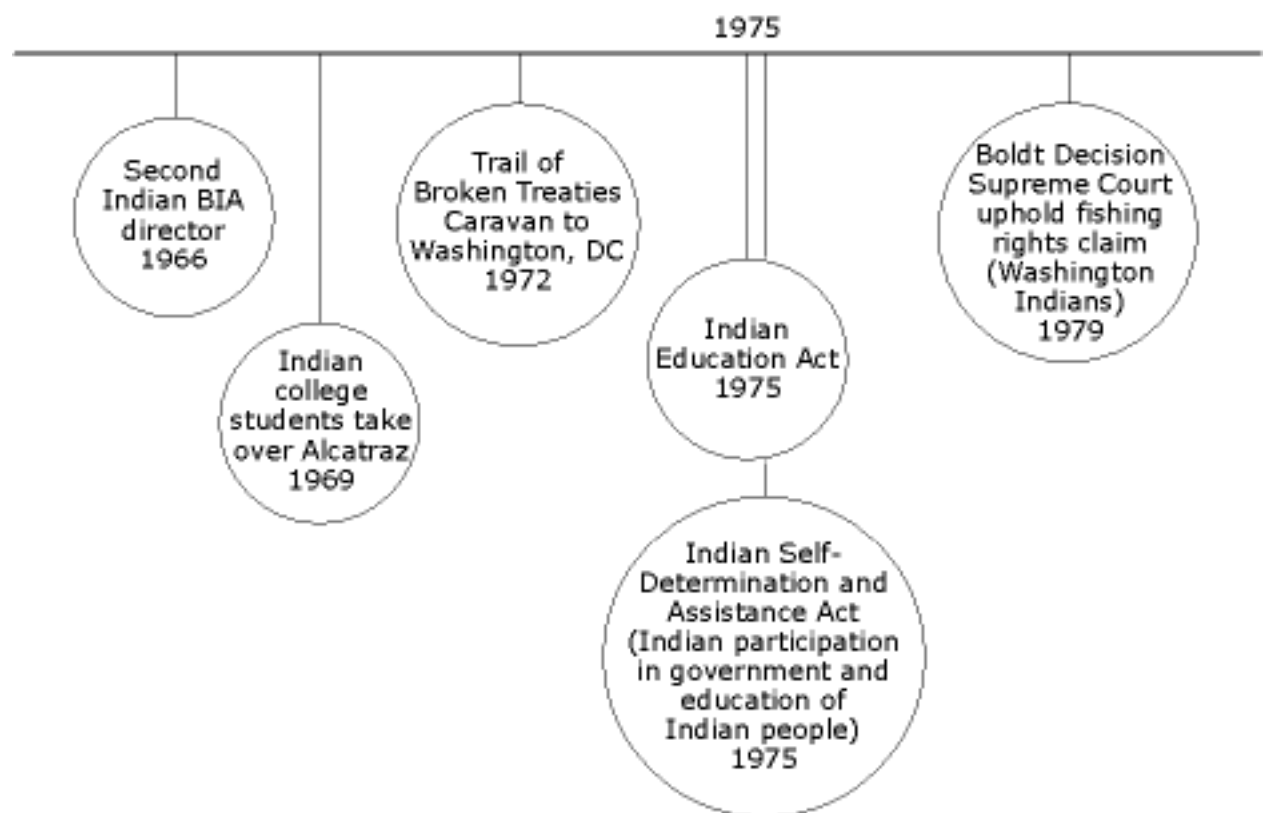 1975
Second
Indian BIA
director
1966
Indian
college
students take
over Alcatraz
1969
Trail of
Broken Treaties
Caravan to
Washington, DC
1972
Indian
Education Act
1975
Indian Self-
Determination and
Assistance Act
(Indian participation
in government and
education of
Indian people)
1975
Boldt Decision
Supreme Court
uphold fishing
rights claim
(Washington
Indians)
1979